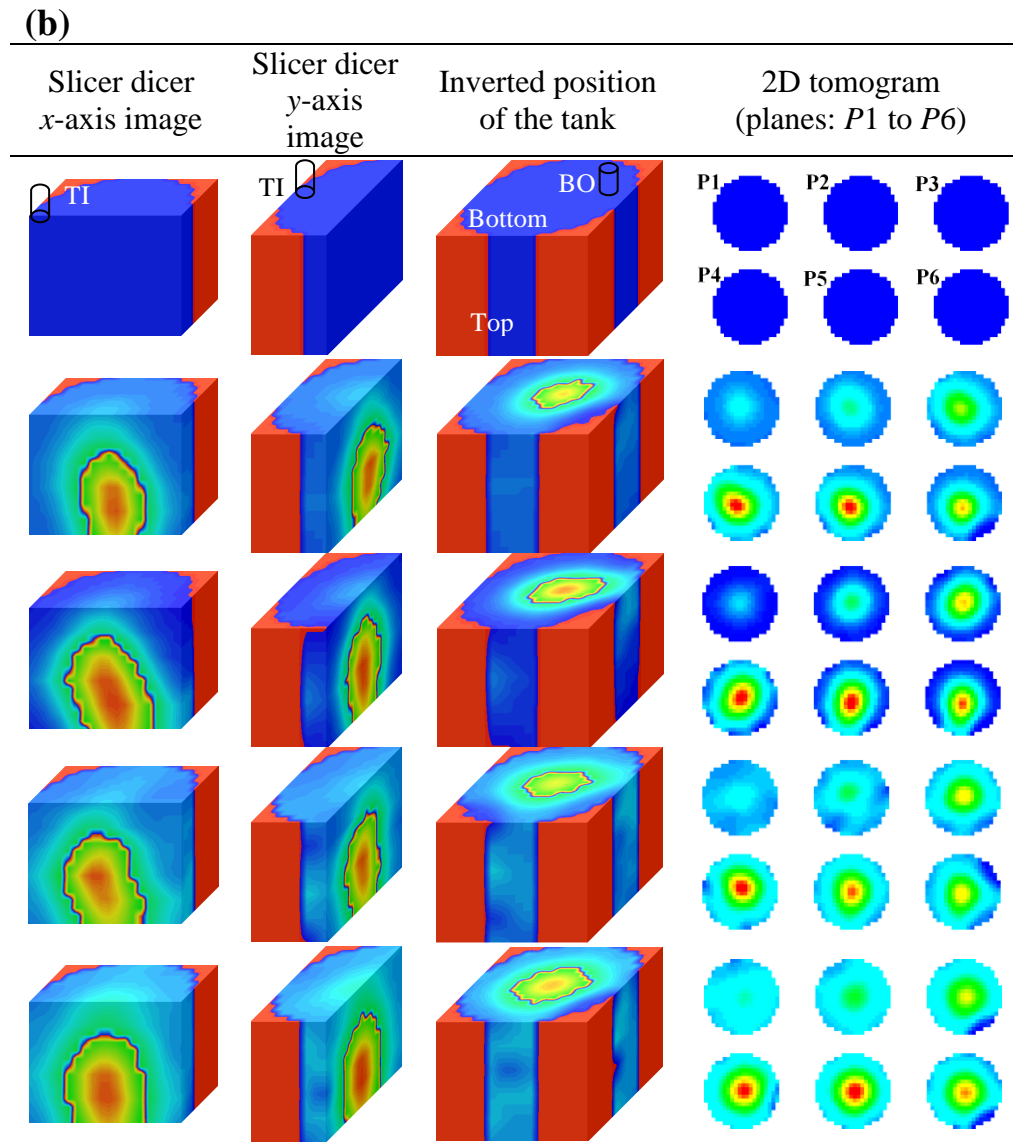 (b)
Slicer dicer
x-axis image
Slicer dicer
y-axis
image
Inverted position
of the tank
2D tomogram
(planes: P1 to P6)
TI
TI
BO
Bottom
Top
P1
P2
P3
P4
P5
P6